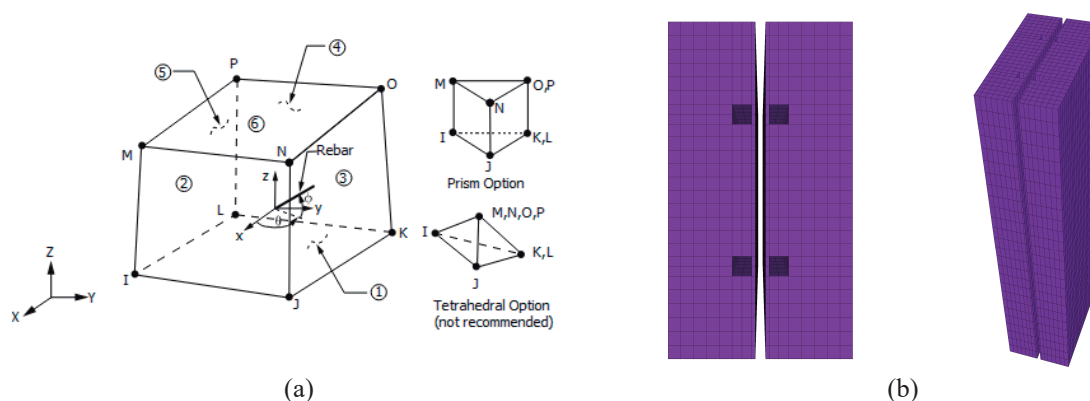 P
④
⑤
O
⑥
M
N
Rebar
②
③
z
ϕ
L
θ
y
x
K
I
①
J
Z
Y
X
M
O,P
N
I
K,L
J
Prism Option
M,N,O,P
I
K,L
J
Tetrahedral Option
(not recommended)
(a)
(b)